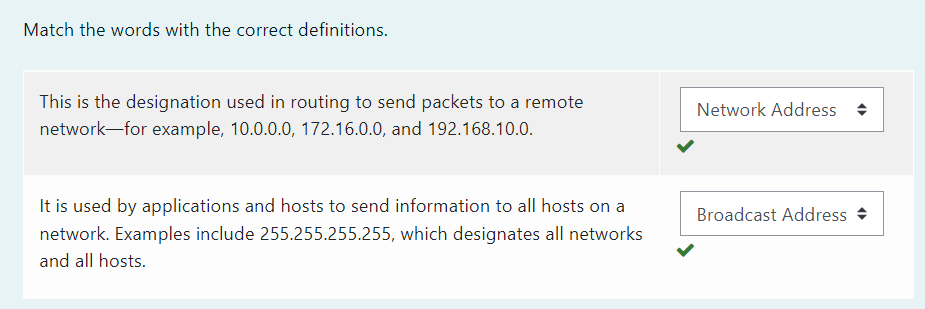 Match the words with the correct definitions.
This is the designation used in routing to send packets to a remote
network—for example, 10.0.0.0, 172.16.0.0, and 192.168.10.0.
Network Address
It is used by applications and hosts to send information to all hosts on a
network. Examples include 255.255.255.255, which designates all networks
and all hosts.
Broadcast Address